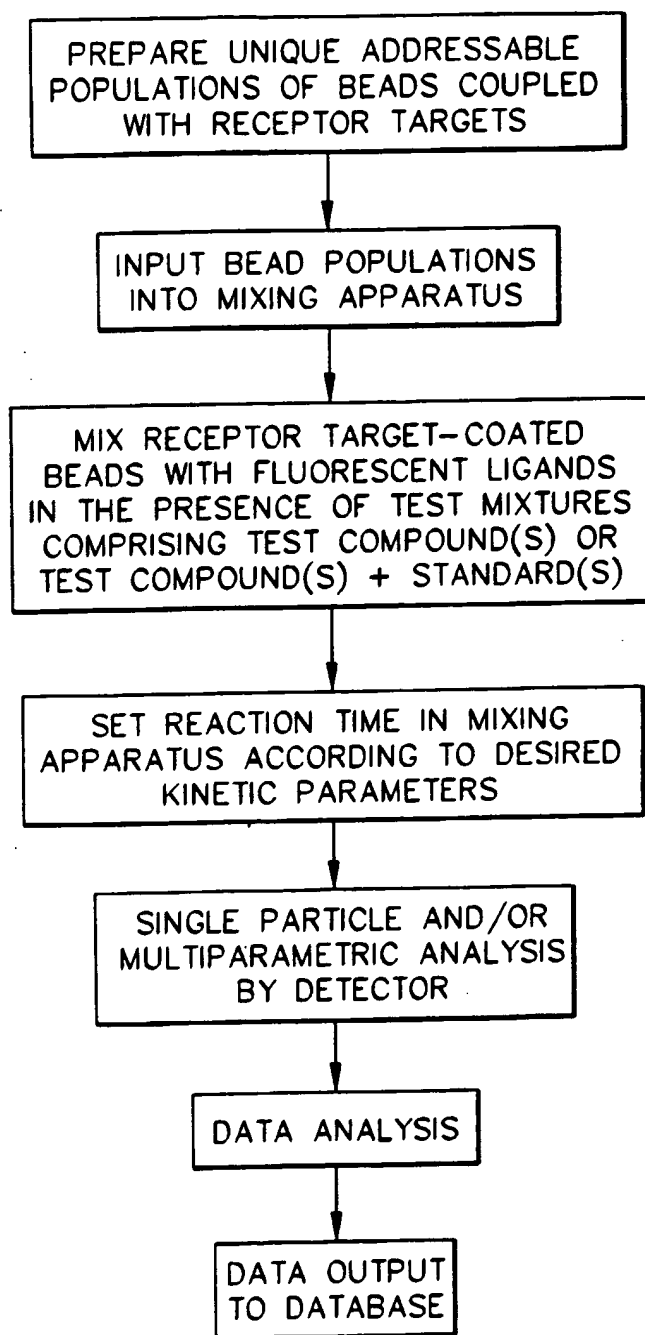 PREPARE UNIQUE ADDRESSABLE
POPULATIONS OF BEADS COUPLED
WITH RECEPTOR TARGETS
INPUT BEAD POPULATIONS
INTO MIXING APPARATUS
MIX RECEPTOR TARGET-COATED
BEADS WITH FLUORESCENT LIGANDS
IN THE PRESENCE OF TEST MIXTURES
COMPRISING TEST COMPOUND(S) OR
TEST COMPOUND(S) + STANDARD(S)
SET REACTION TIME IN MIXING
APPARATUS ACCORDING TO DESIRED
KINETIC PARAMETERS
SINGLE PARTICLE AND/OR
MULTIPARAMETRIC ANALYSIS
BY DETECTOR
DATA ANALYSIS
DATA OUTPUT
TO DATABASE